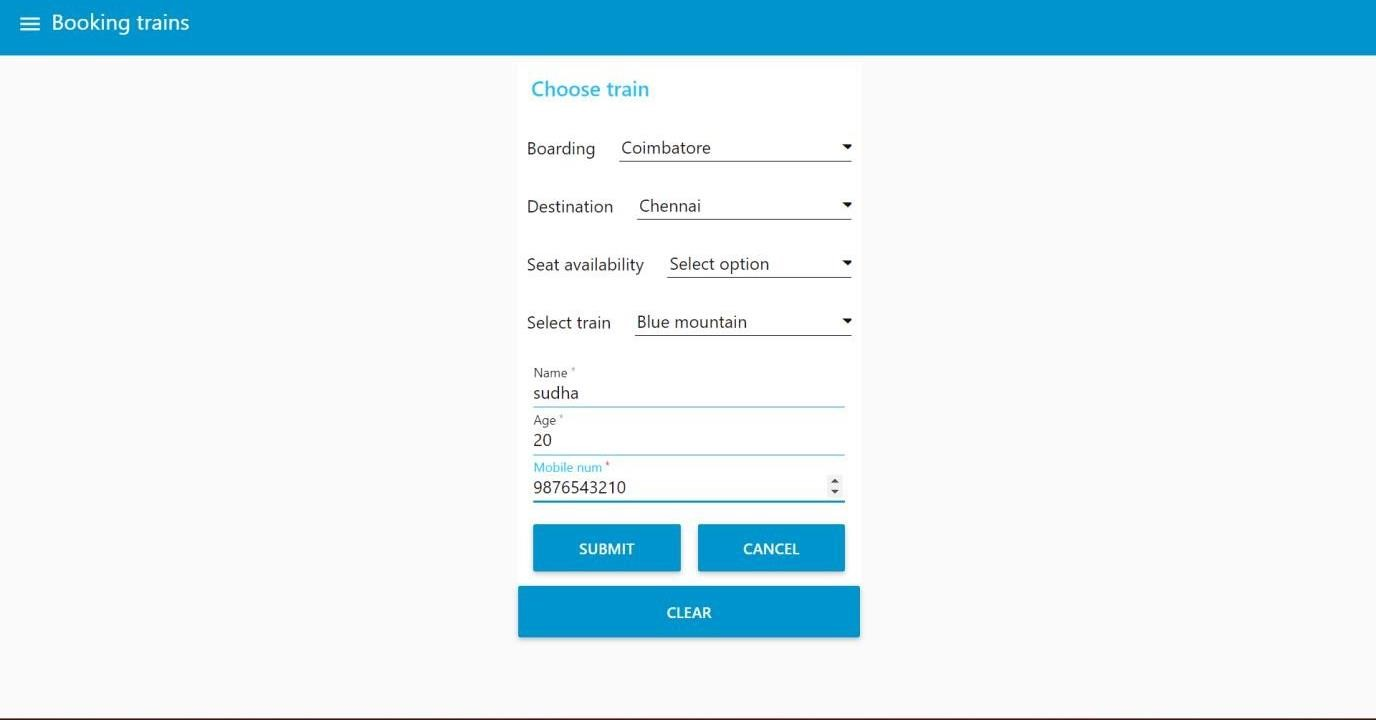 Booking trains
Choose train
Boarding Coimbatore
Destination Chennai
Seat availability Select option
Select train Blue mountain
Name *
sudha
Age *
20
Mobile num *
9876543210
SUBMIT CANCEL
CLEAR